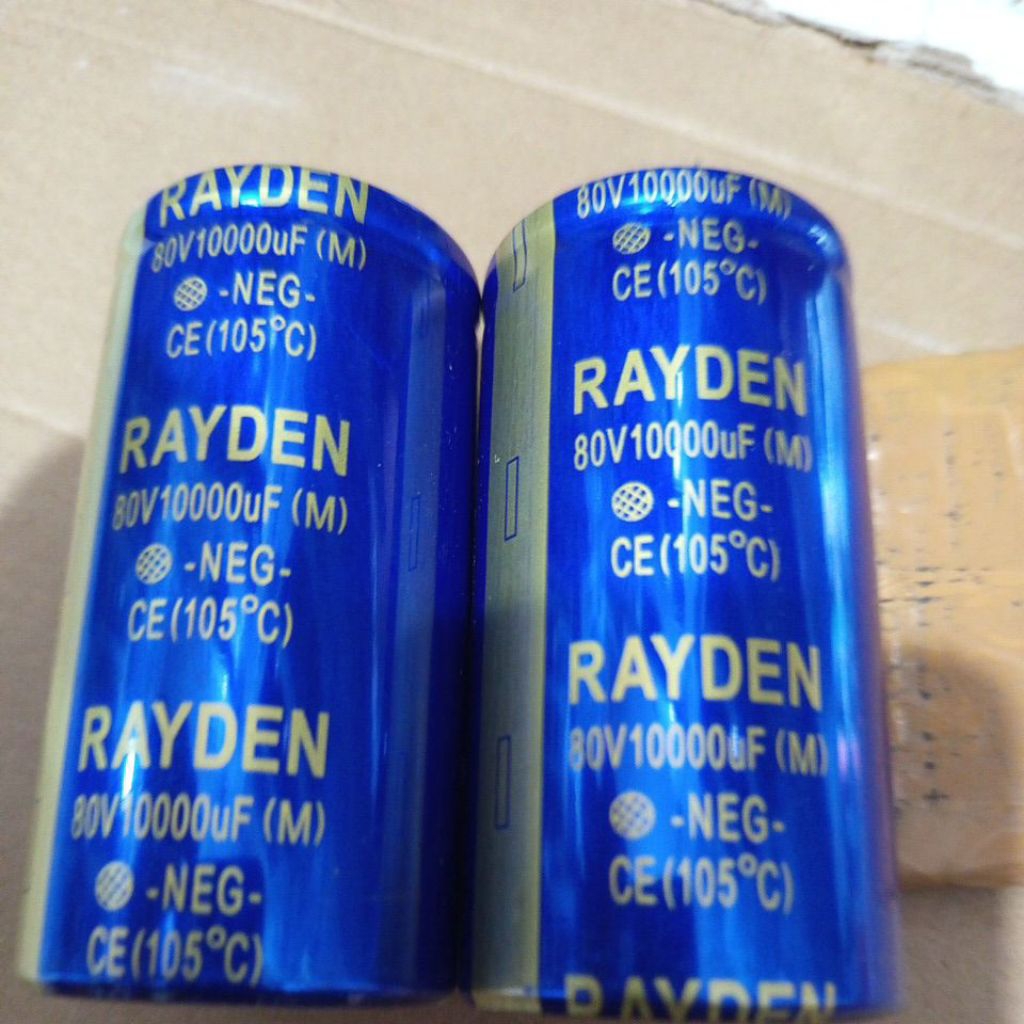 RAYDEN
80V10000uF (M)
-NEG-
CE (105°C)
RAYDEN
80V10000uF (M)
-NEG-
CE (105°C)
RAYDEN
80V10000uF (M)
-NEG-
CE (105°C)
80V10000uF (M)
-NEG-
CE (105°C)
RAYDEN
80V10000uF (M)
-NEG-
CE (105°C)
RAYDEN
80V10000uF (M)
-NEG-
CE (105°C)
RAYDEN